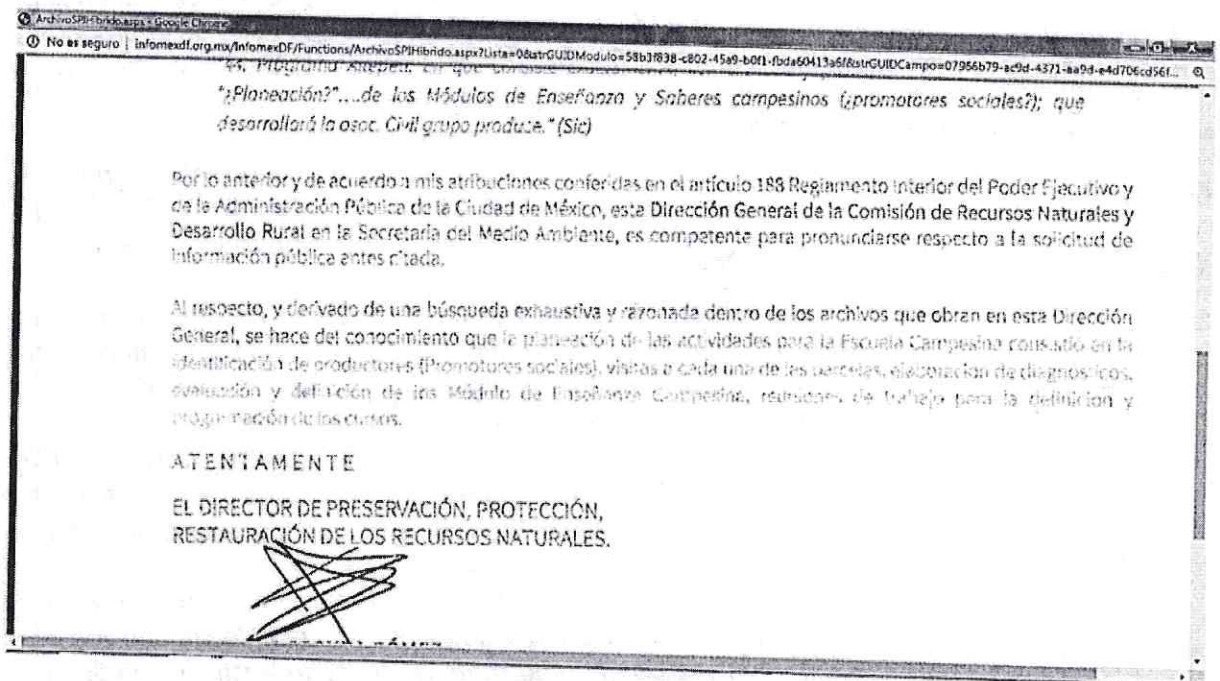 ArchivoSPIHibrido.aspx - Google Chrome
No es seguro | infomexdf.org.mx/InfomexDF/Functions/ArchivoSPIHibrido.aspx?Lista=0&strGUIDModulo=58b3f838-c802-45a9-b0f1-fbda60413a6f&strGUIDCampo=07956b79-ac9d-4371-aa9d-e4d706cd56f...
44, Programa Altepetl, en que consiste
"¿Planeación?"....de los Módulos de Enseñanza y Saberes campesinos (¿promotores sociales?); que
desarrollará la asoc. Civil grupo produce." (Sic)
Por lo anterior y de acuerdo a mis atribuciones conferidas en el artículo 188 Reglamento Interior del Poder Ejecutivo y
de la Administración Pública de la Ciudad de México, esta Dirección General de la Comisión de Recursos Naturales y
Desarrollo Rural en la Secretaría del Medio Ambiente, es competente para pronunciarse respecto a la solicitud de
información pública antes citada.
Al respecto, y derivado de una búsqueda exhaustiva y razonada dentro de los archivos que obran en esta Dirección
General, se hace del conocimiento que la planeación de las actividades para la Escuela Campesina consistió en la
identificación de productores (Promotores sociales), visitas a cada una de las parcelas, elaboración de diagnósticos,
evaluación y definición de los Módulo de Enseñanza Campesina, reuniones de trabajo para la definición y
programación de los cursos.
ATENTAMENTE
EL DIRECTOR DE PRESERVACIÓN, PROTECCIÓN,
RESTAURACIÓN DE LOS RECURSOS NATURALES.